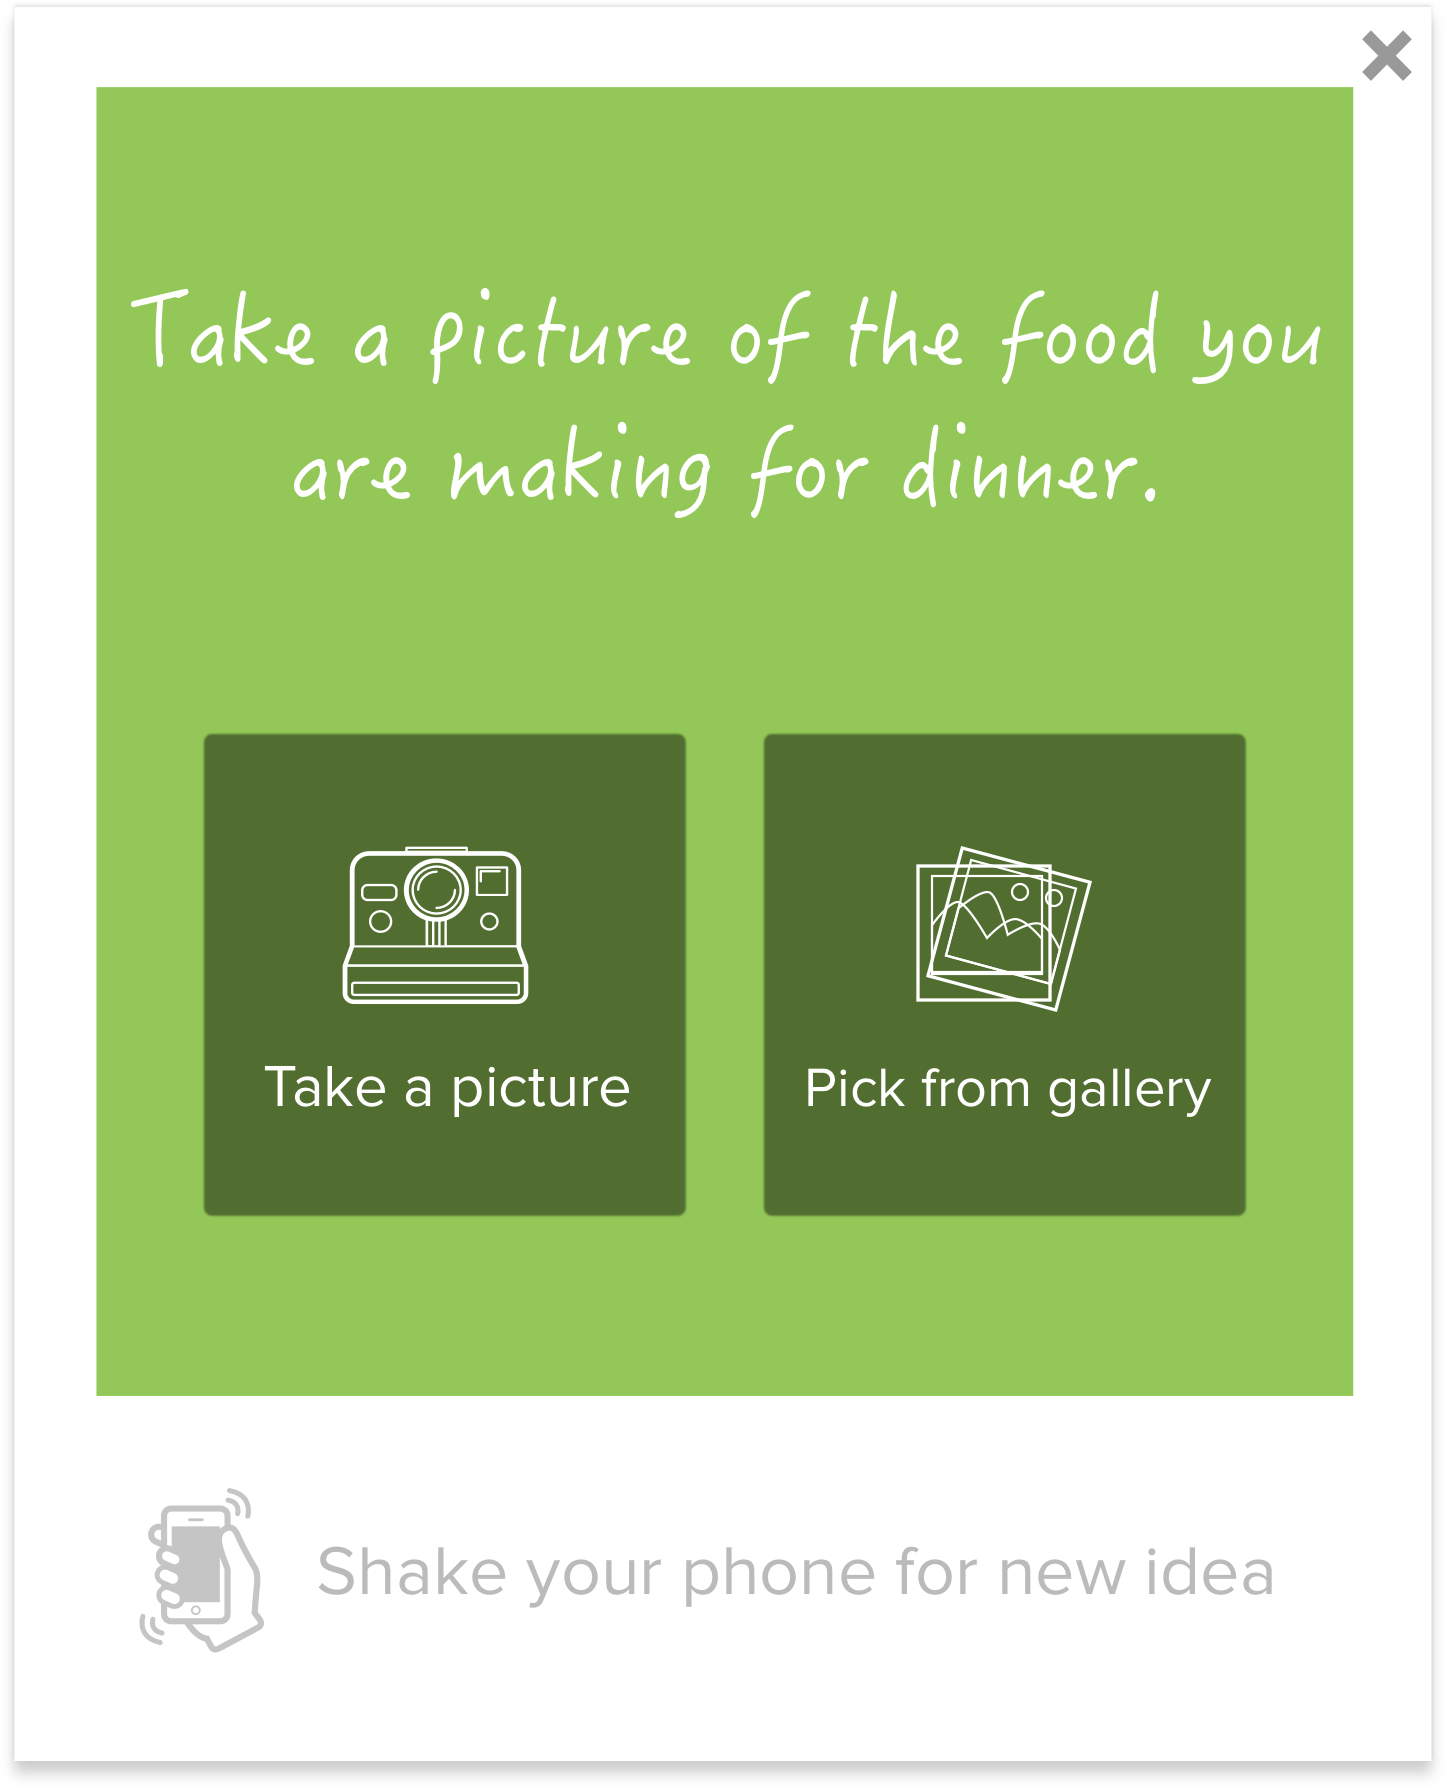 Take a picture of the food you
are making for dinner.
Take a picture
Pick from gallery
Shake your phone for new idea